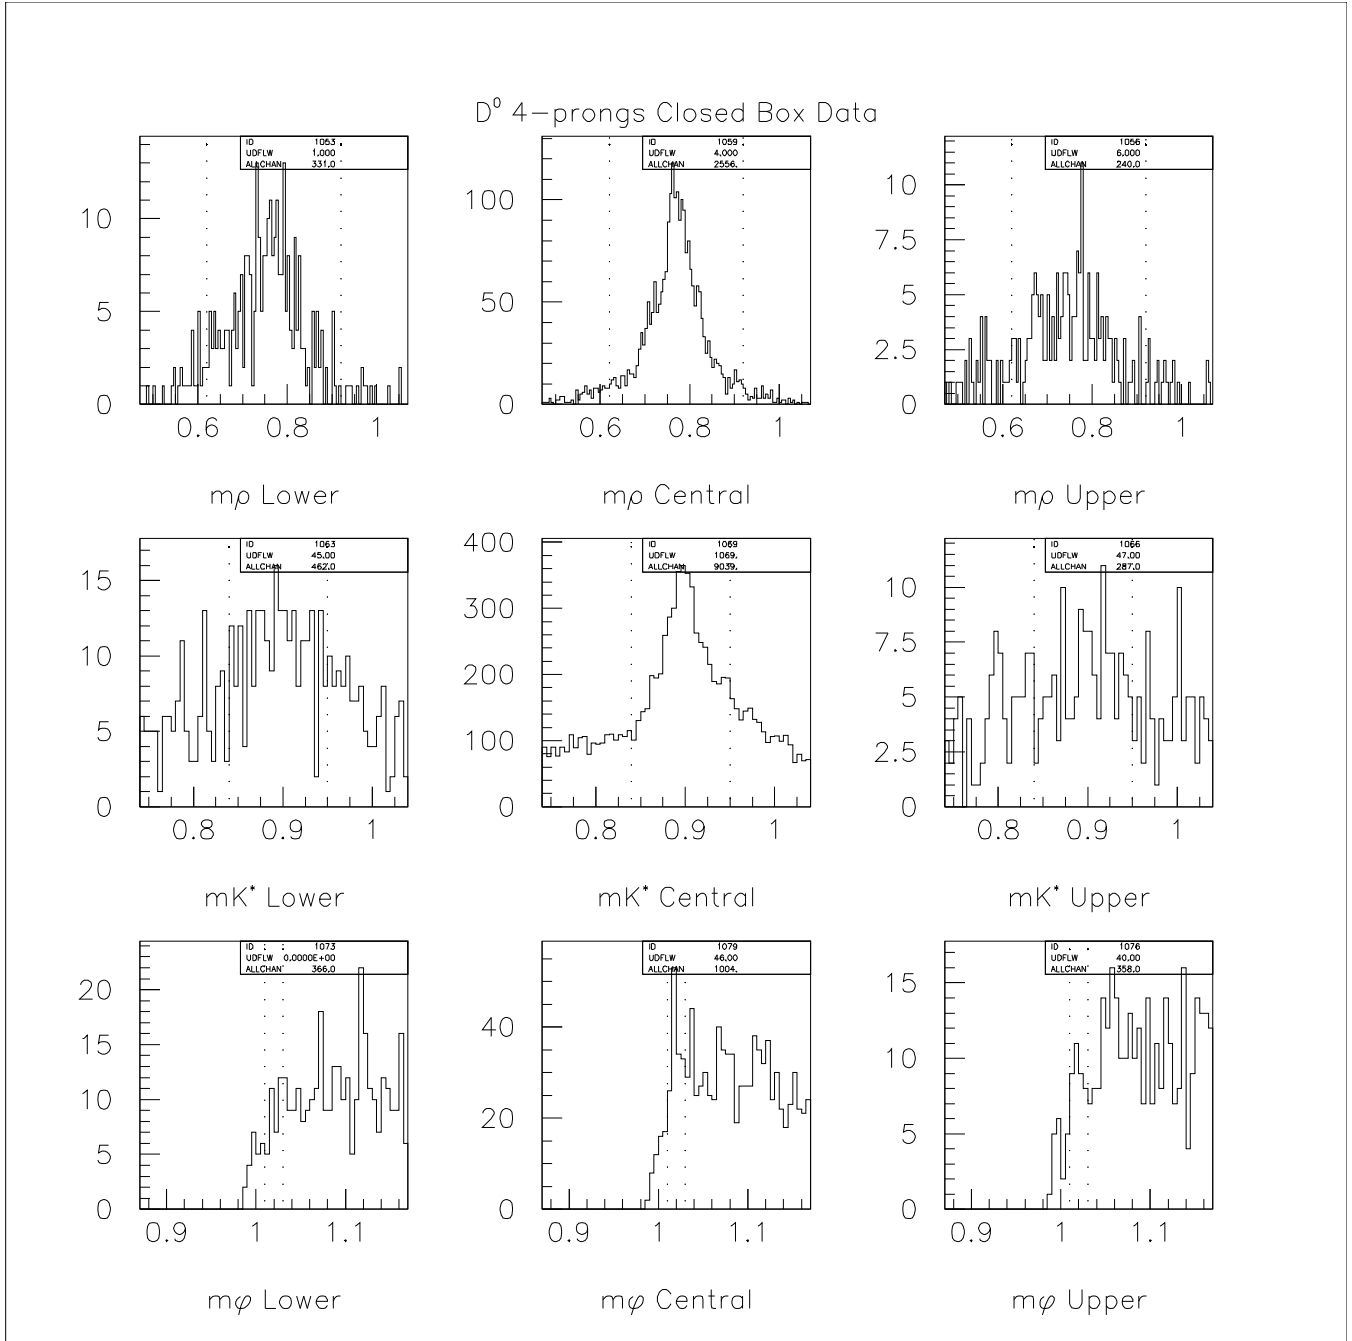 D⁰ 4-prongs Closed Box Data
ID 1053
UDFLW 1.000
ALLCHAN 331.0
10
5
0
0.6 0.8 1
mρ Lower
ID 1059
UDFLW 4.000
ALLCHAN 2556.
100
50
0
0.6 0.8 1
mρ Central
ID 1056
UDFLW 6.000
ALLCHAN 240.0
10
7.5
5
2.5
0
0.6 0.8 1
mρ Upper
ID 1063
UDFLW 45.00
ALLCHAN 462.0
15
10
5
0
0.8 0.9 1
mK* Lower
ID 1069
UDFLW 1069.
ALLCHAN 9039.
400
300
200
100
0
0.8 0.9 1
mK* Central
ID 1066
UDFLW 47.00
ALLCHAN 287.0
10
7.5
5
2.5
0
0.8 0.9 1
mK* Upper
ID 1073
UDFLW 0.0000E+00
ALLCHAN 366.0
20
15
10
5
0
0.9 1 1.1
mφ Lower
ID 1079
UDFLW 46.00
ALLCHAN 1004.
40
20
0
0.9 1 1.1
mφ Central
ID 1076
UDFLW 40.00
ALLCHAN 358.0
15
10
5
0
0.9 1 1.1
mφ Upper